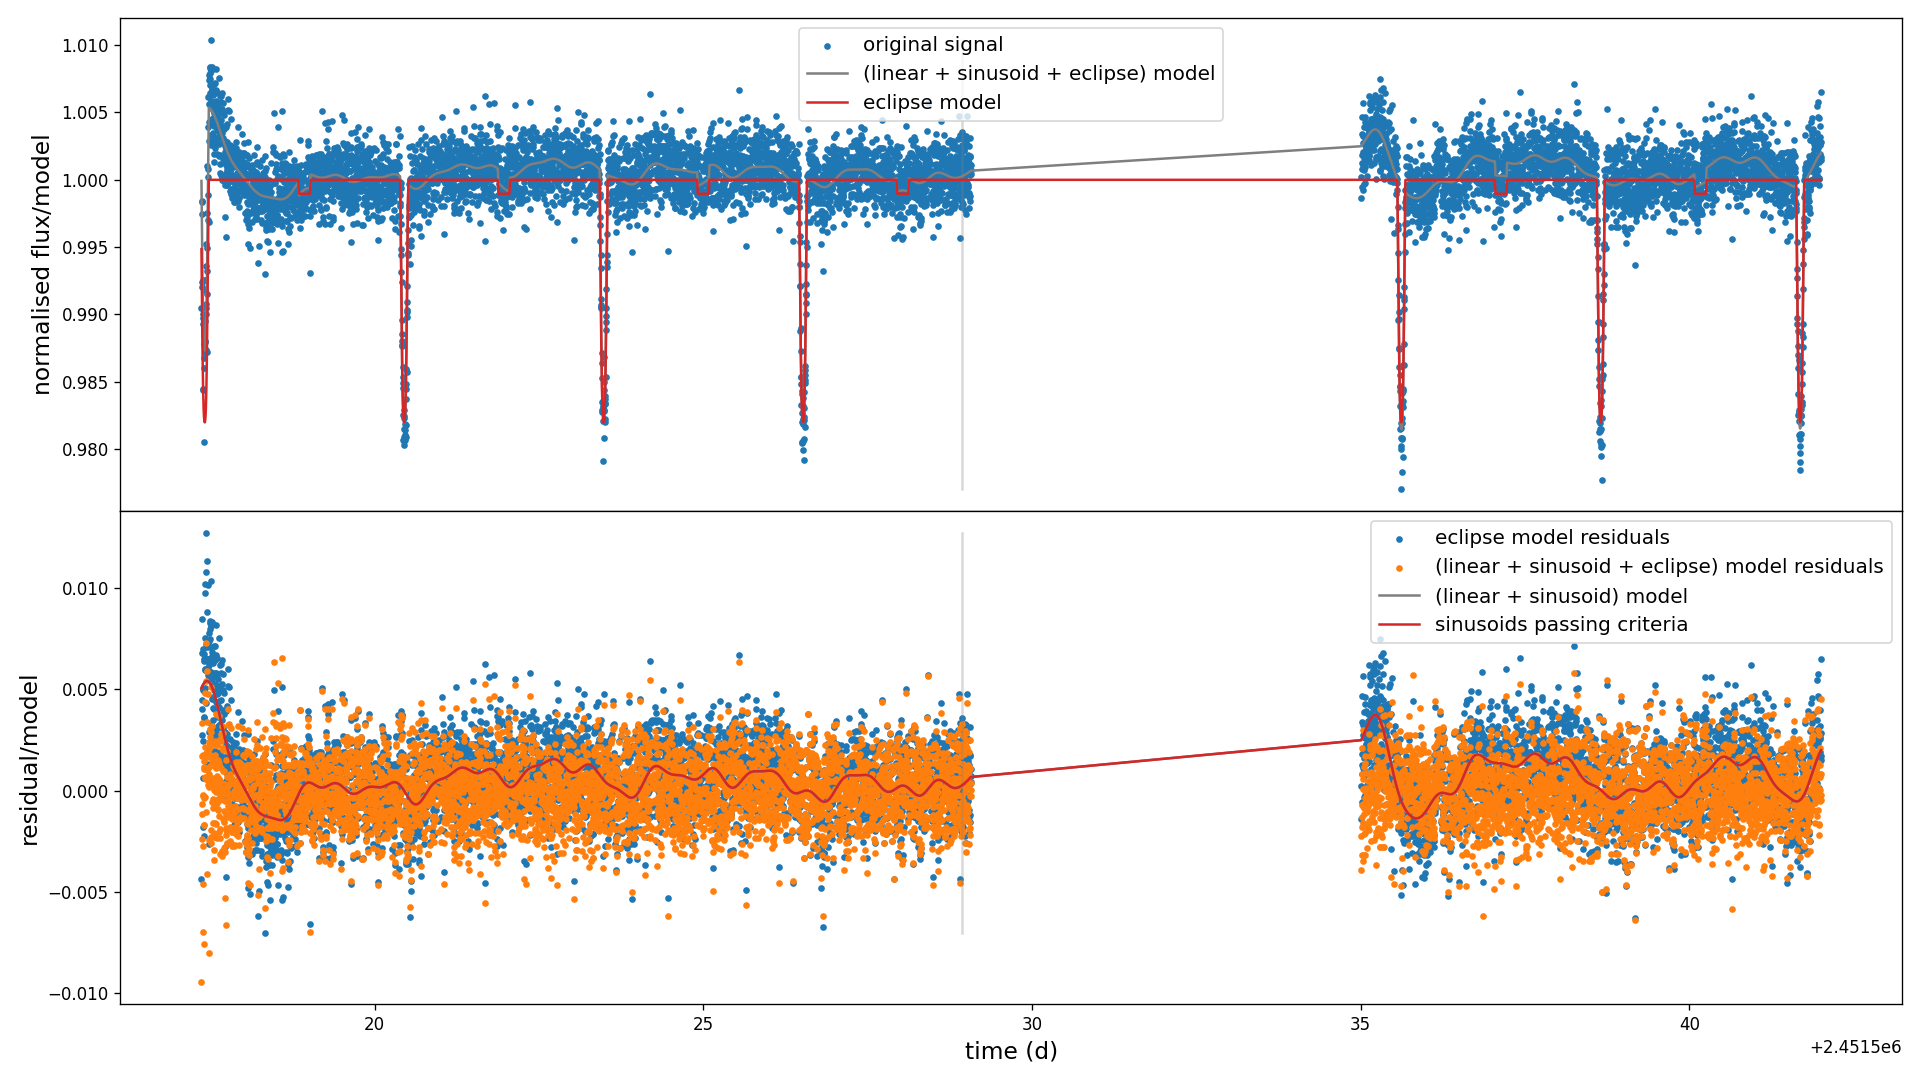 original signal
(linear + sinusoid + eclipse) model
eclipse model
1.010
1.005
1.000
0.995
0.990
0.985
0.980
normalised flux/model
eclipse model residuals
(linear + sinusoid + eclipse) model residuals
(linear + sinusoid) model
sinusoids passing criteria
0.010
0.005
0.000
−0.005
−0.010
residual/model
20 25 30 35 40
time (d)
+2.4515e6